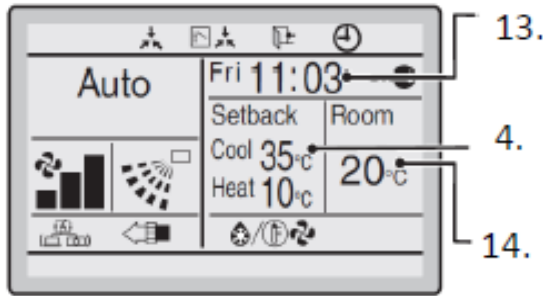 13.
Auto
Fri 11:03
Setback Room
Cool 35°C
4.
Heat 10°C
20°C
14.